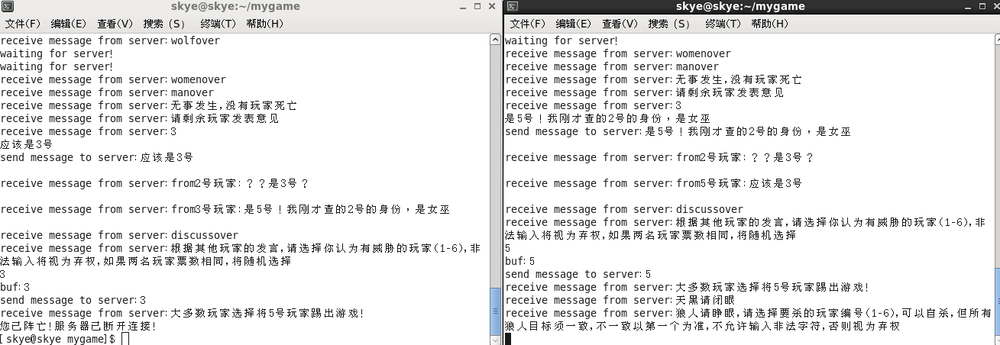 skye@skye:~/mygame
文件(F) 编辑(E) 查看(V) 搜索 (S) 终端(T) 帮助(H)
receive message from server:wolfover
waiting for server!
waiting for server!
receive message from server:womenover
receive message from server:manover
receive message from server:无事发生,没有玩家死亡
receive message from server:请剩余玩家发表意见
receive message from server:3
应该是3号
send message to server:应该是3号
receive message from server:from2号玩家:？？是3号？
receive message from server:from3号玩家:是5号！我刚才查的2号的身份，是女巫
receive message from server:discussover
receive message from server:根据其他玩家的发言,请选择你认为有威胁的玩家(1-6),非
法输入将视为弃权,如果两名玩家票数相同,将随机选择
3
buf:3
send message to server:3
receive message from server:大多数玩家选择将5号玩家踢出游戏!
您已阵亡!服务器已断开连接!
[skye@skye mygame]$
skye@skye:~/mygame
文件(F) 编辑(E) 查看(V) 搜索 (S) 终端(T) 帮助(H)
waiting for server!
receive message from server:womenover
receive message from server:manover
receive message from server:无事发生,没有玩家死亡
receive message from server:请剩余玩家发表意见
receive message from server:3
是5号！我刚才查的2号的身份，是女巫
send message to server:是5号！我刚才查的2号的身份，是女巫
receive message from server:from2号玩家:？？是3号？
receive message from server:from5号玩家:应该是3号
receive message from server:discussover
receive message from server:根据其他玩家的发言,请选择你认为有威胁的玩家(1-6),非
法输入将视为弃权,如果两名玩家票数相同,将随机选择
5
buf:5
send message to server:5
receive message from server:大多数玩家选择将5号玩家踢出游戏!
receive message from server:天黑请闭眼
receive message from server:狼人请睁眼,请选择要杀的玩家编号(1-6),可以自杀,但所有
狼人目标须一致,不一致以第一个为准,不允许输入非法字符,否则视为弃权